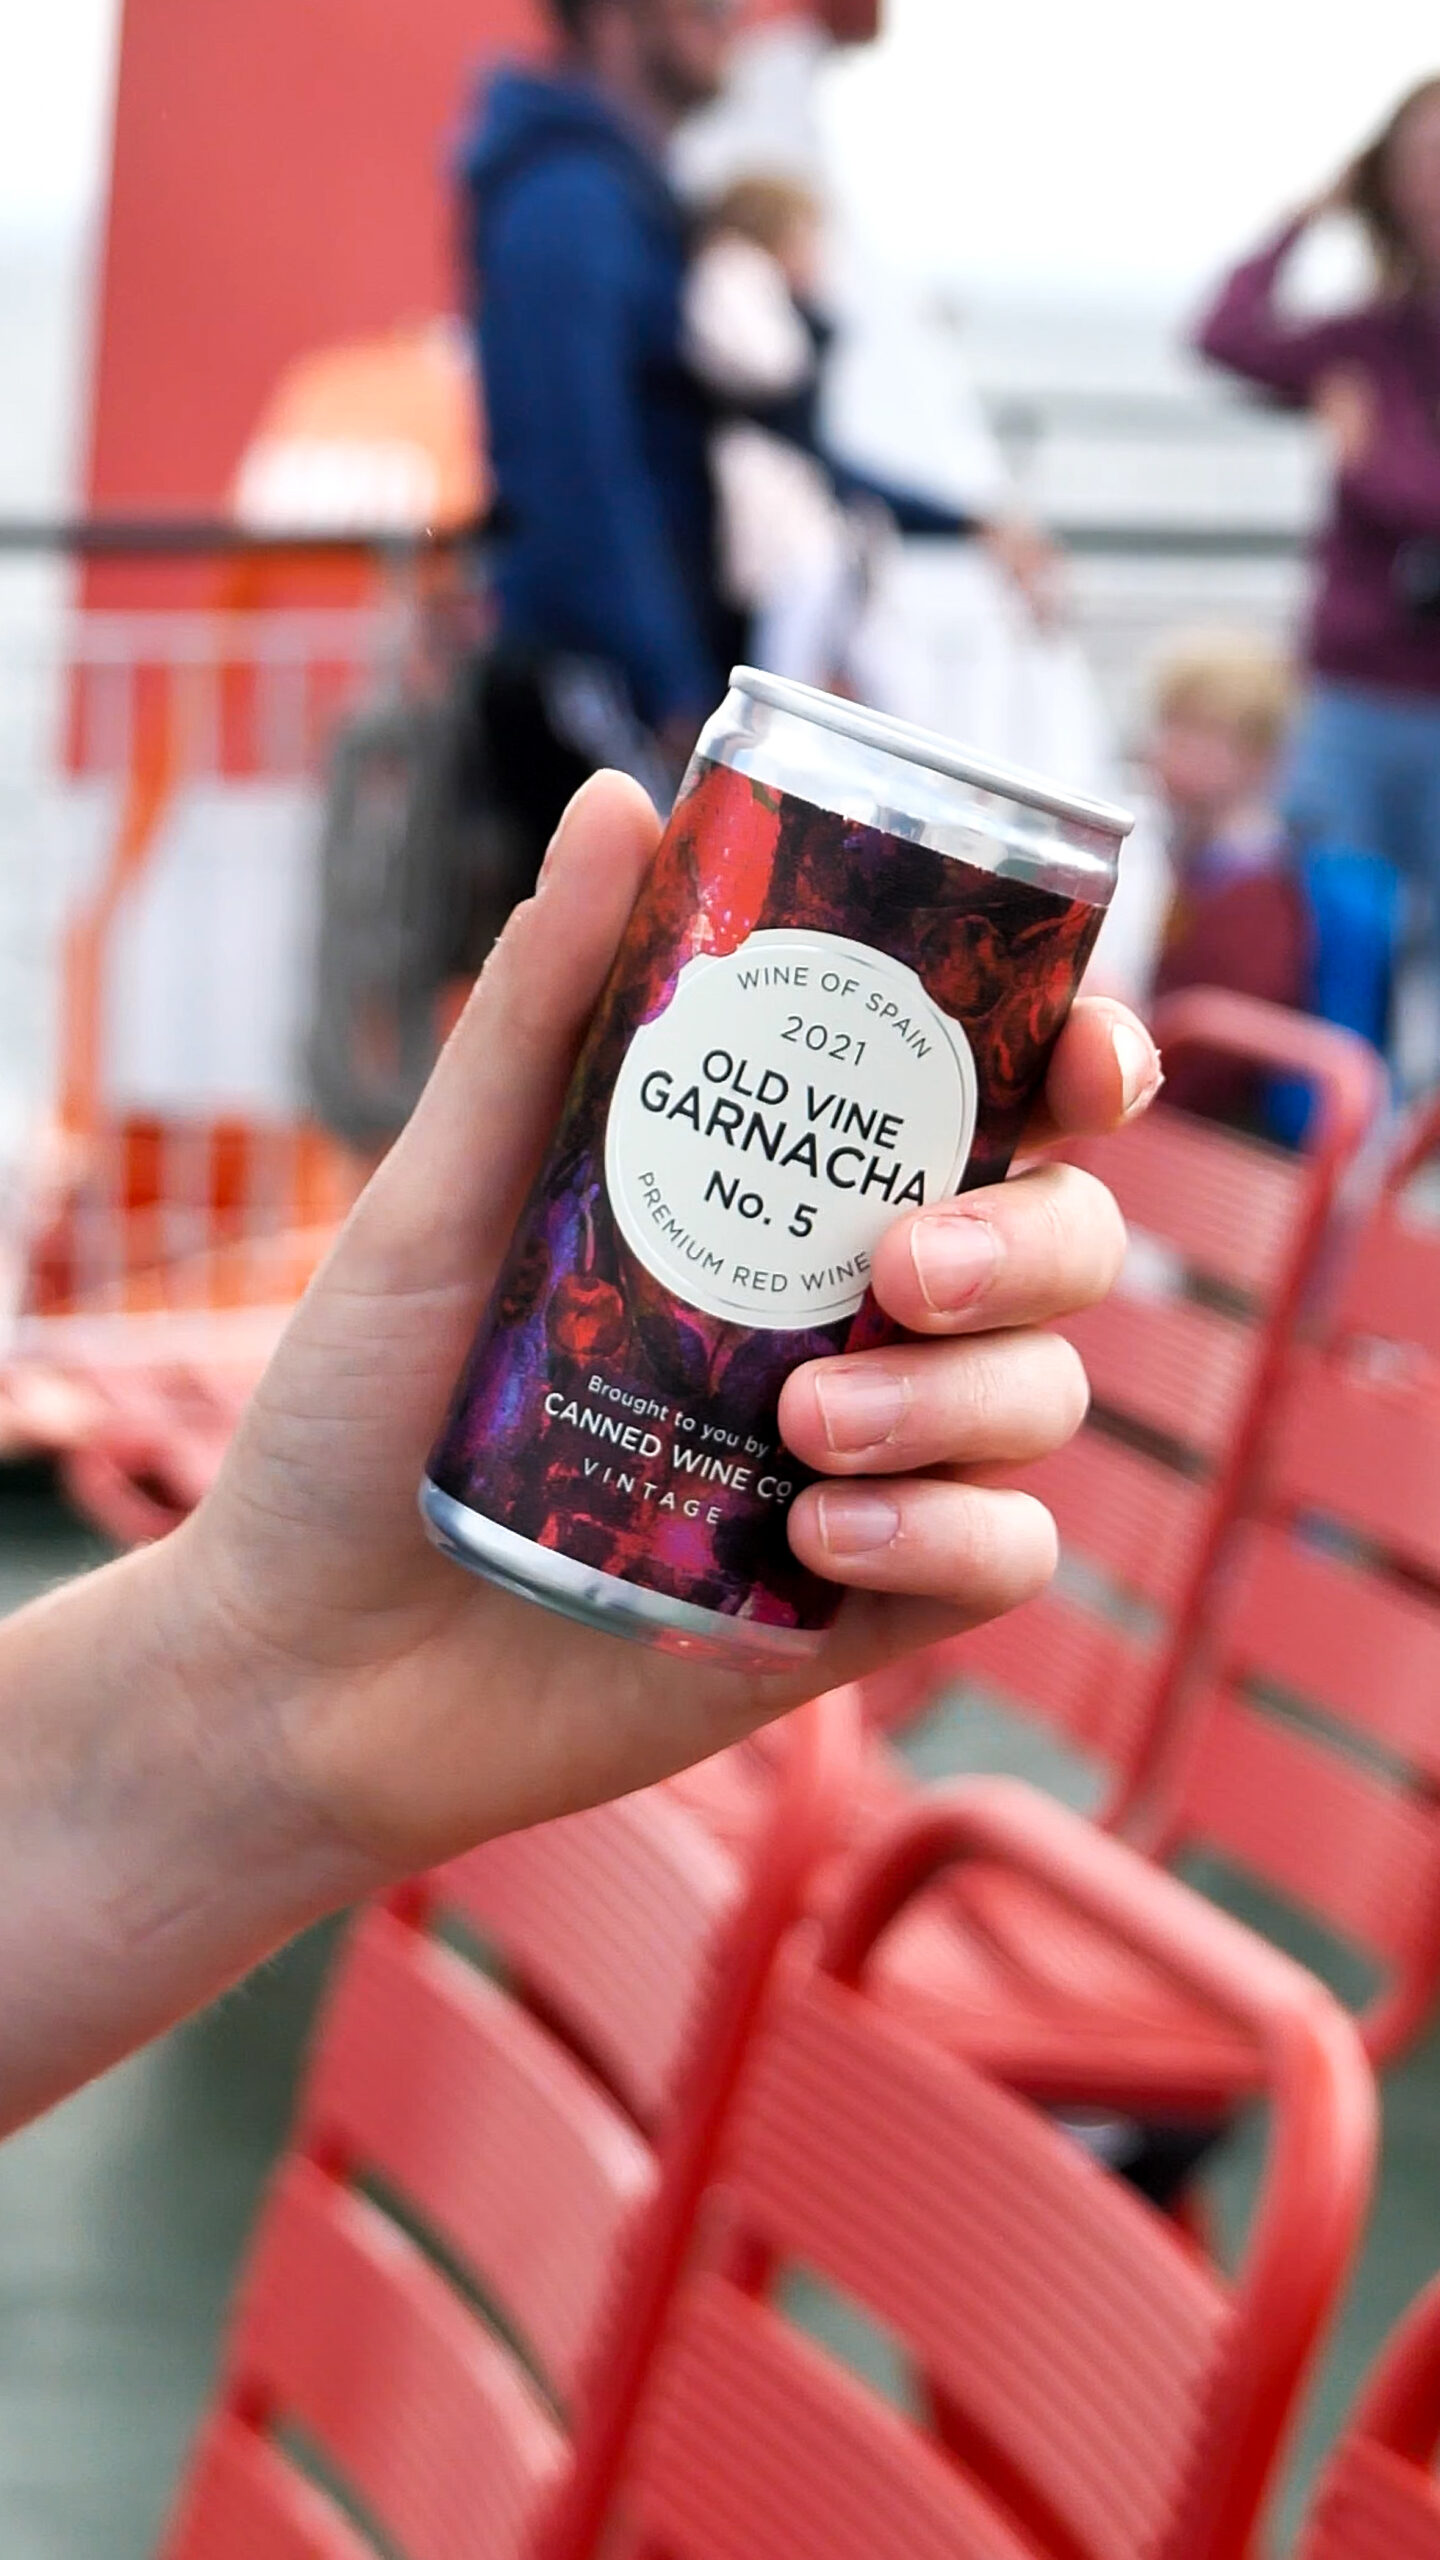 WINE OF SPAIN
2021
OLD VINE
GARNACHA
No. 5
PREMIUM RED WINE
Brought to you by
CANNED WINE Cº
VINTAGE